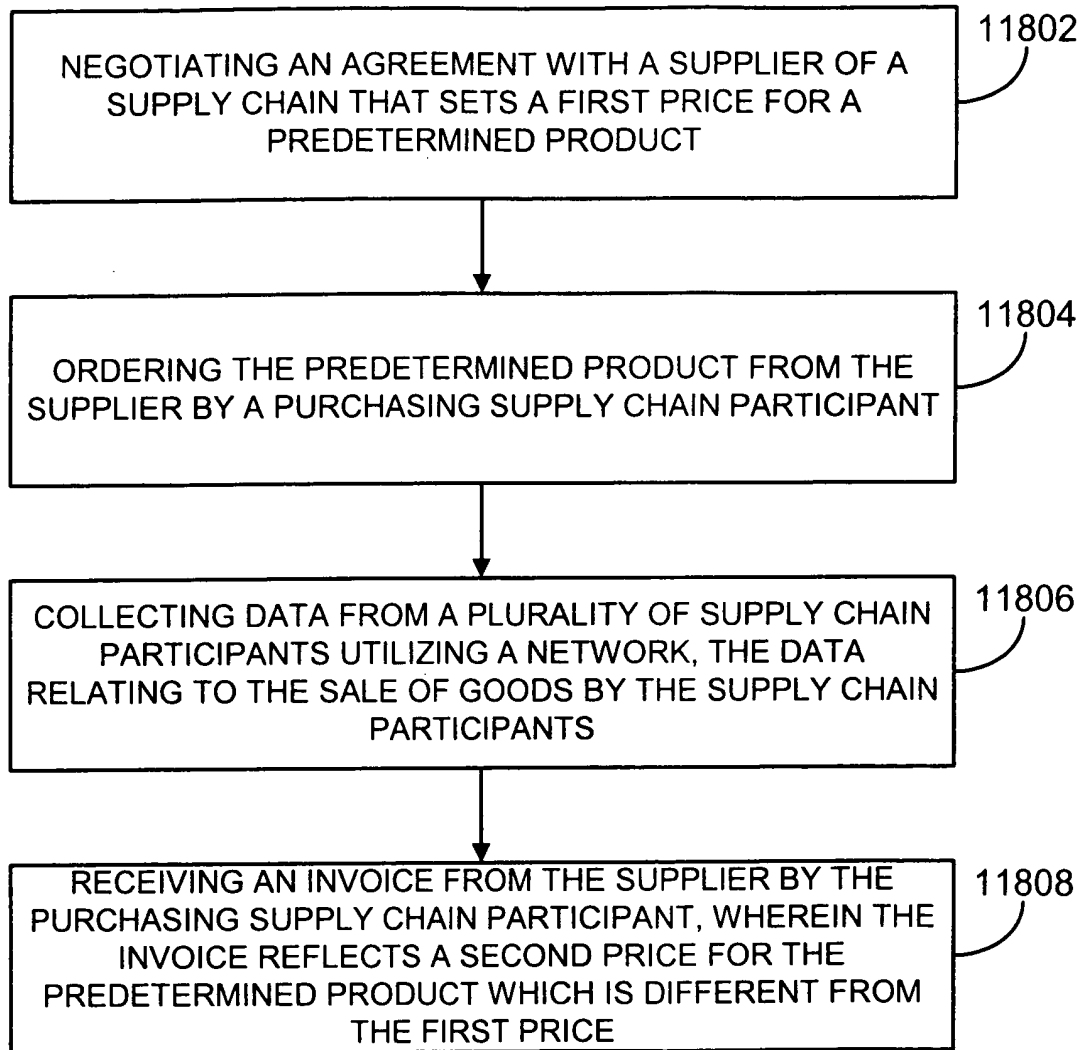 11802
NEGOTIATING AN AGREEMENT WITH A SUPPLIER OF A
SUPPLY CHAIN THAT SETS A FIRST PRICE FOR A
PREDETERMINED PRODUCT
11804
ORDERING THE PREDETERMINED PRODUCT FROM THE
SUPPLIER BY A PURCHASING SUPPLY CHAIN PARTICIPANT
11806
COLLECTING DATA FROM A PLURALITY OF SUPPLY CHAIN
PARTICIPANTS UTILIZING A NETWORK, THE DATA
RELATING TO THE SALE OF GOODS BY THE SUPPLY CHAIN
PARTICIPANTS
11808
RECEIVING AN INVOICE FROM THE SUPPLIER BY THE
PURCHASING SUPPLY CHAIN PARTICIPANT, WHEREIN THE
INVOICE REFLECTS A SECOND PRICE FOR THE
PREDETERMINED PRODUCT WHICH IS DIFFERENT FROM
THE FIRST PRICE